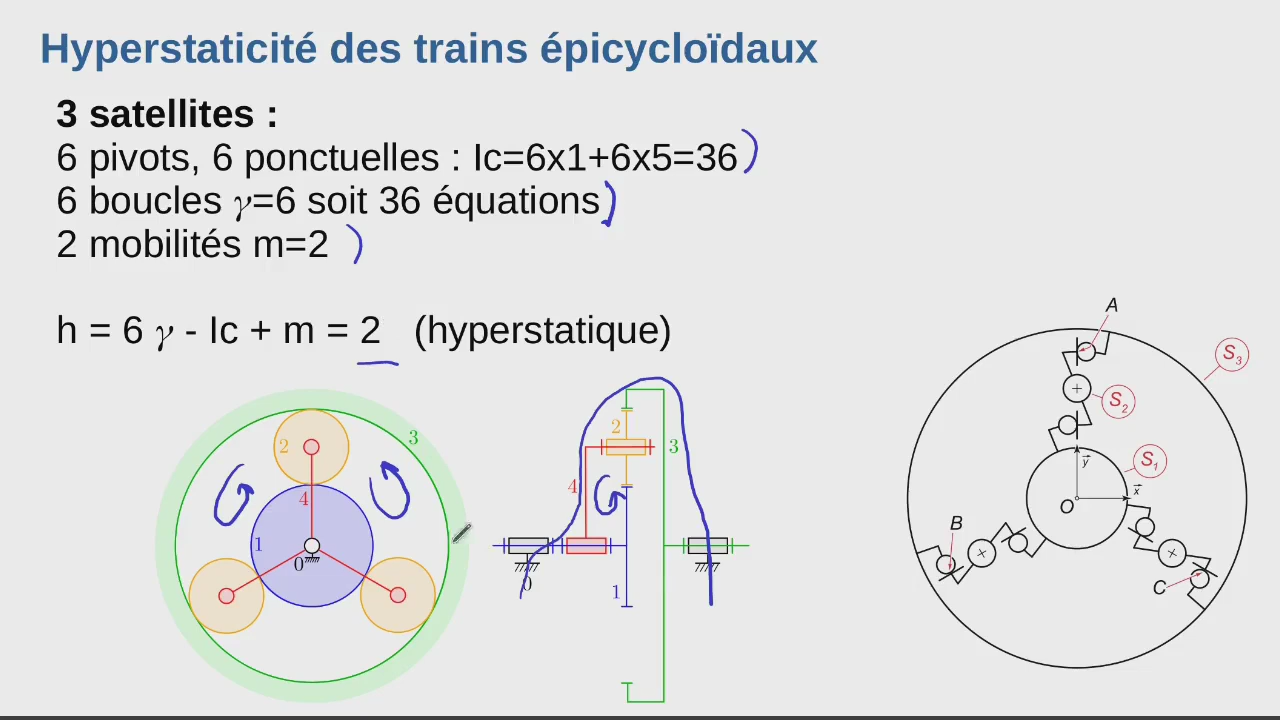 Hyperstaticité des trains épicycloïdaux
3 satellites :
6 pivots, 6 ponctuelles : Ic=6x1+6x5=36
6 boucles γ=6 soit 36 équations
2 mobilités m=2
h = 6 γ - Ic + m = 2 (hyperstatique)
2
3
4
1
0
2
3
4
0
1
A
S3
S2
y
S1
O
x
B
C